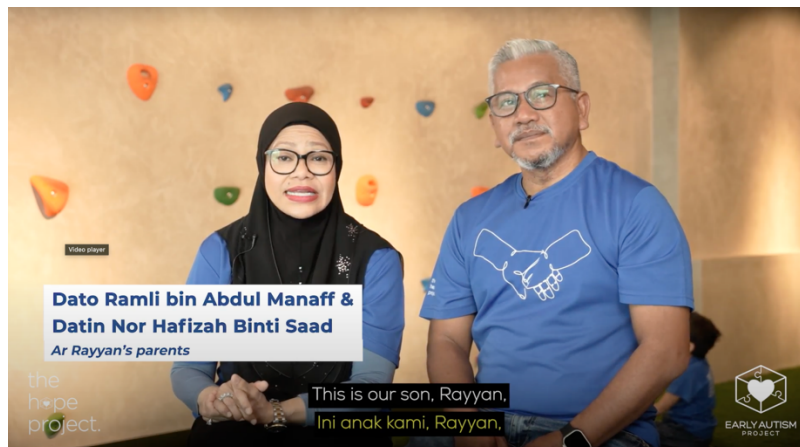 Video player
Dato Ramli bin Abdul Manaff &
Datin Nor Hafizah Binti Saad
Ar Rayyan's parents
the
hope
project.
This is our son, Rayyan,
Ini anak kami, Rayyan,
EARLY AUTISM
PROJECT